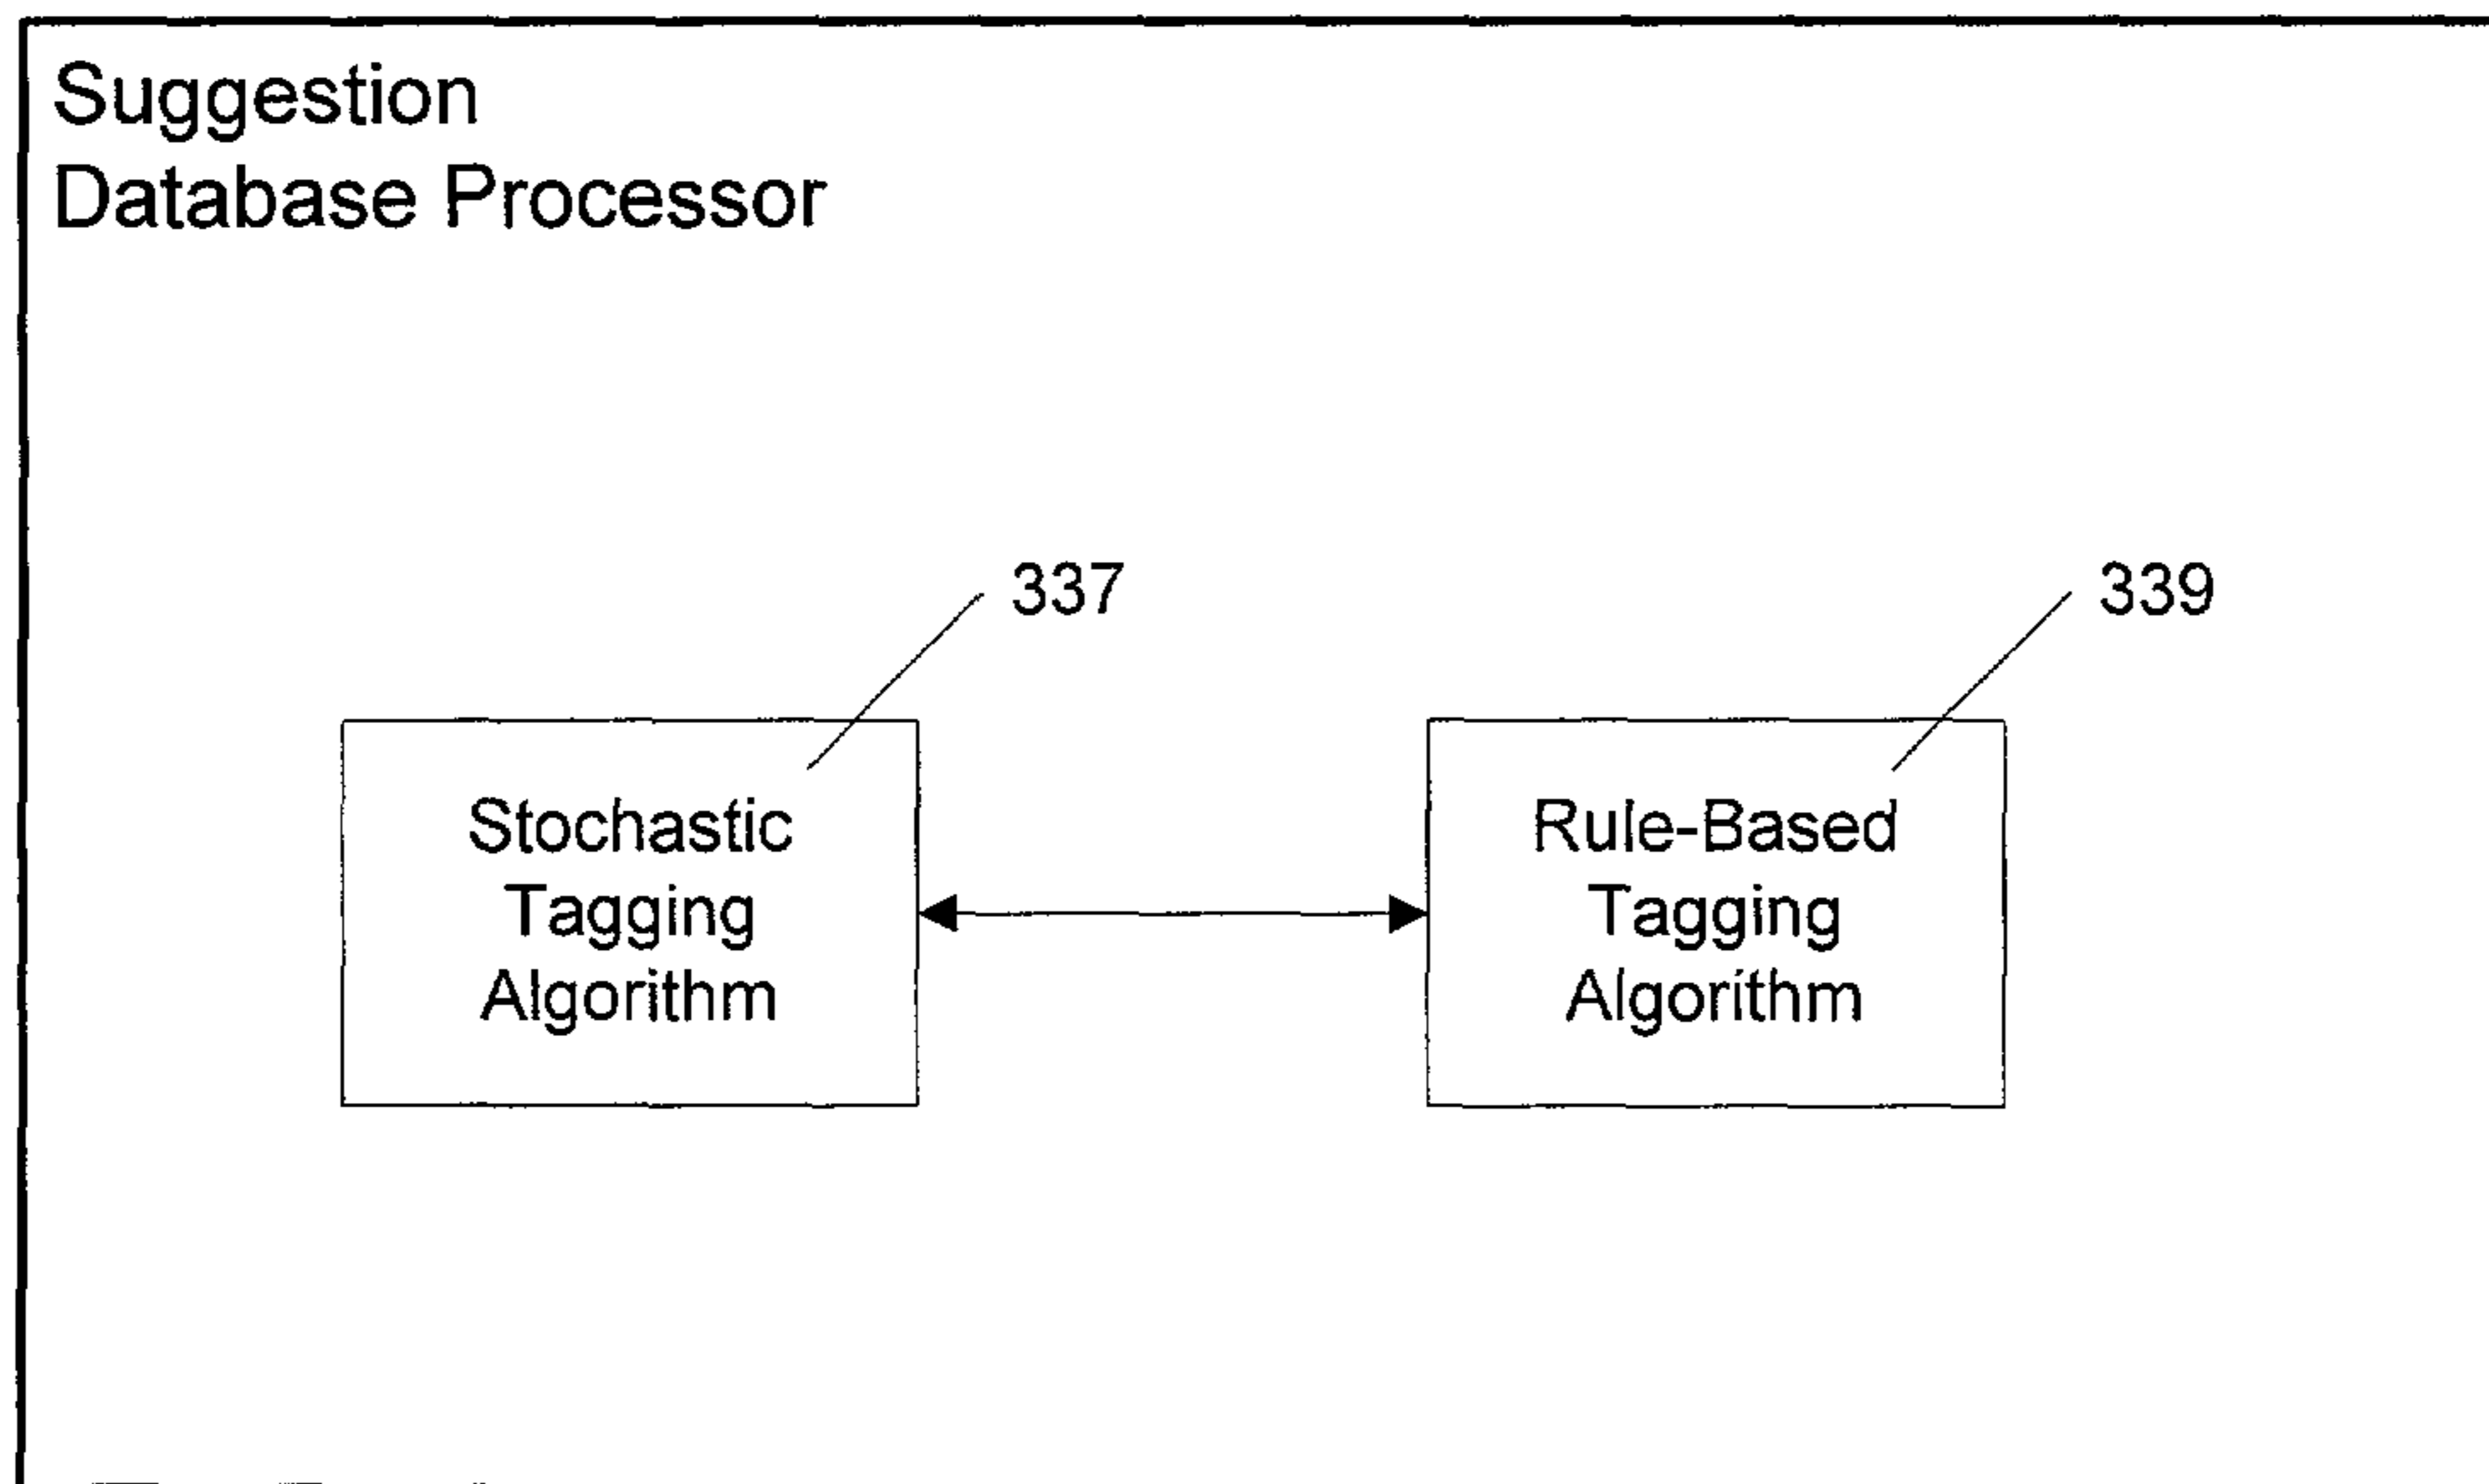 Suggestion
Database Processor
337
339
Stochastic
Tagging
Algorithm
Rule-Based
Tagging
Algorithm